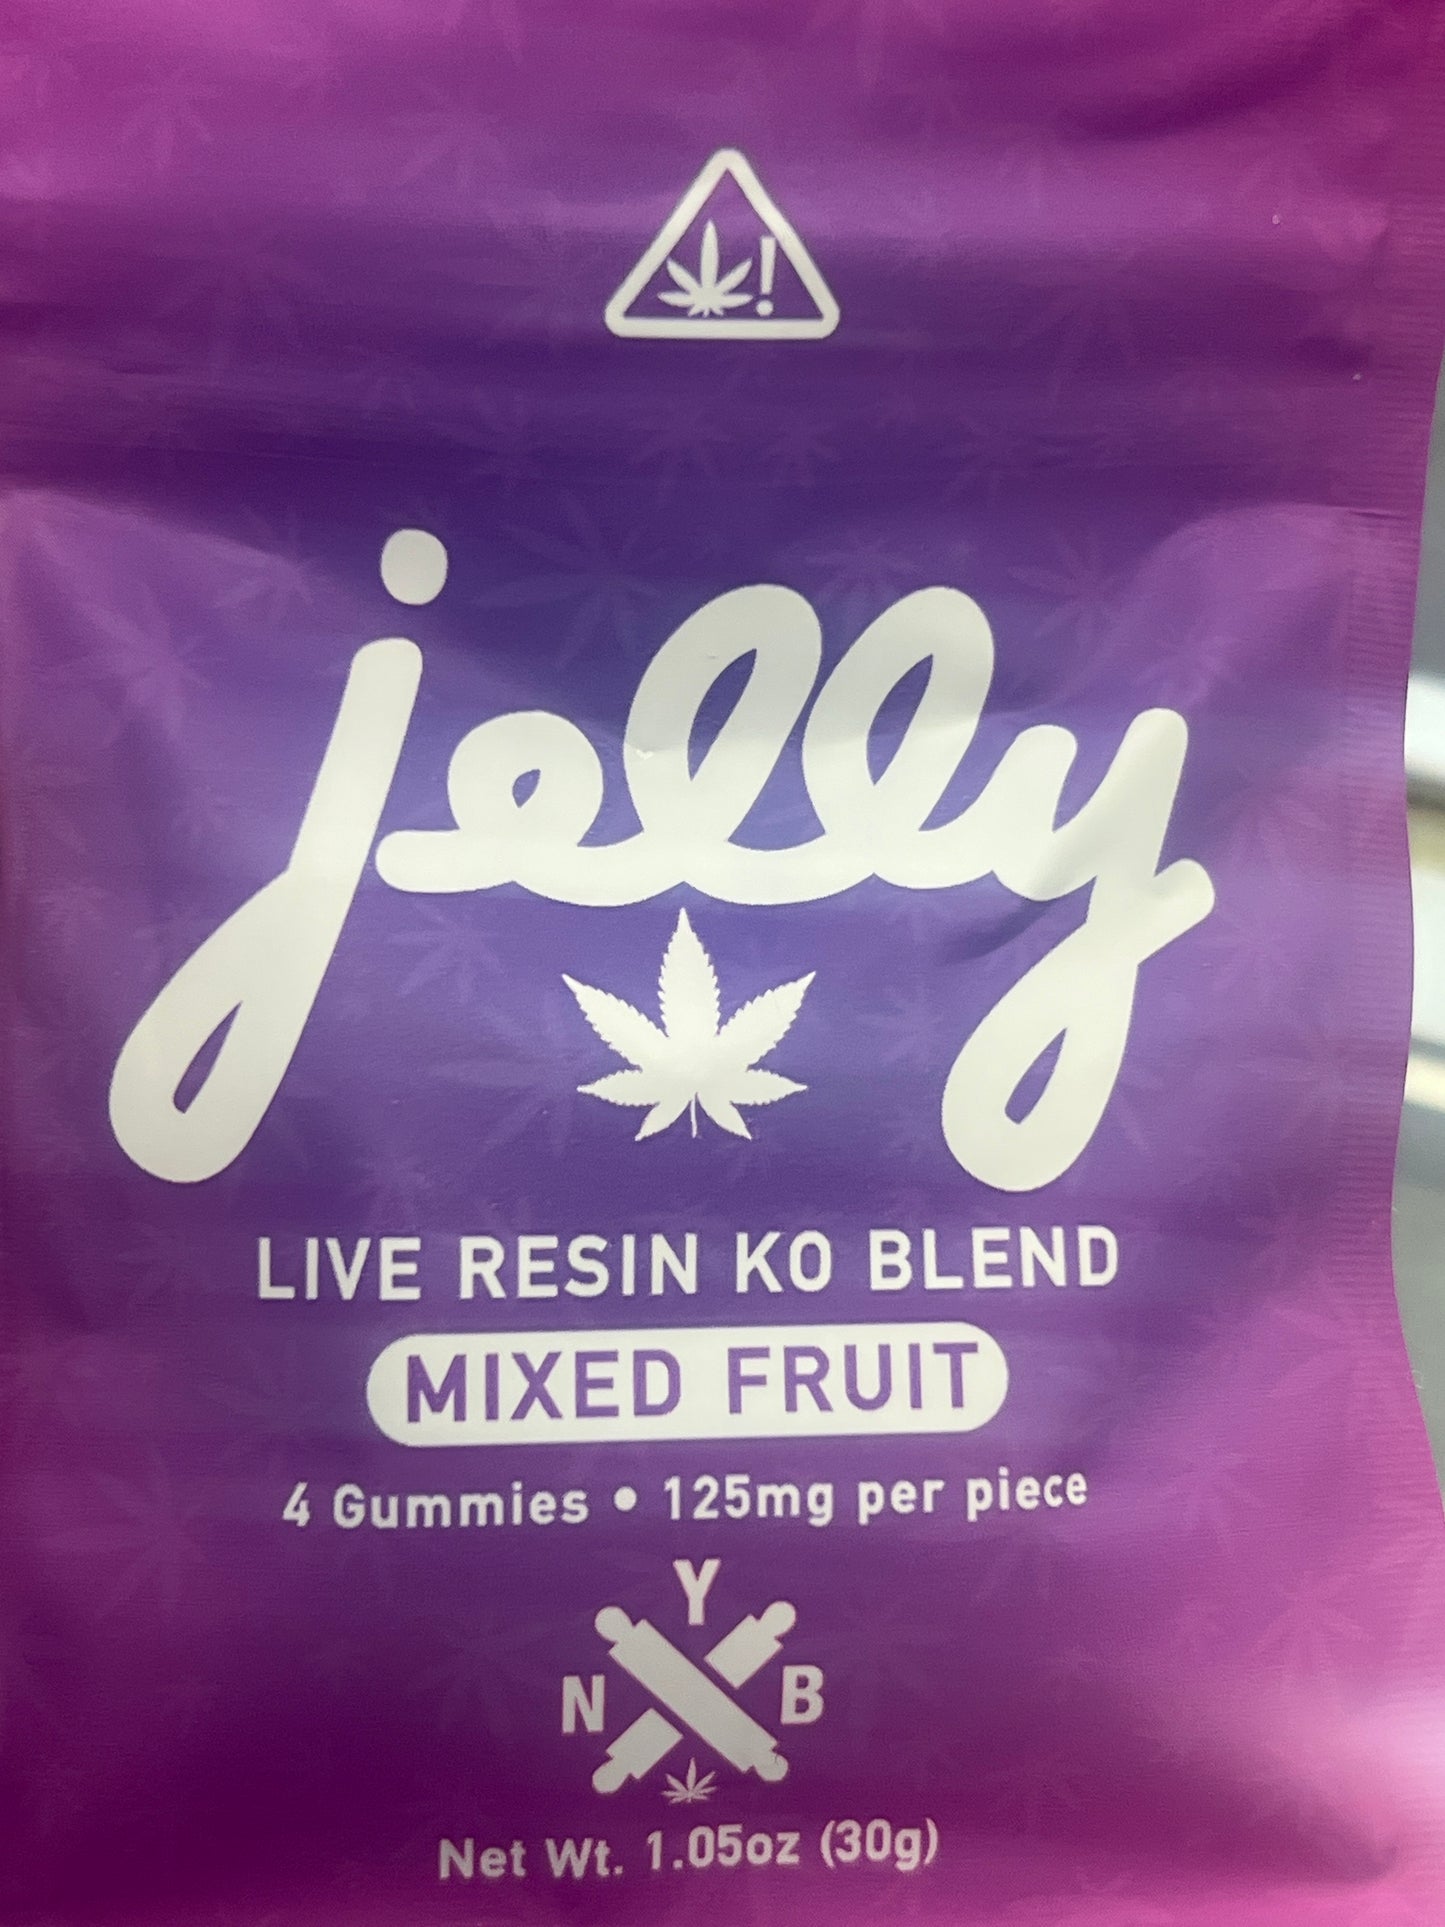 !
jelly
LIVE RESIN KO BLEND
MIXED FRUIT
4 Gummies • 125mg per piece
Y
N B
Net Wt. 1.05oz (30g)